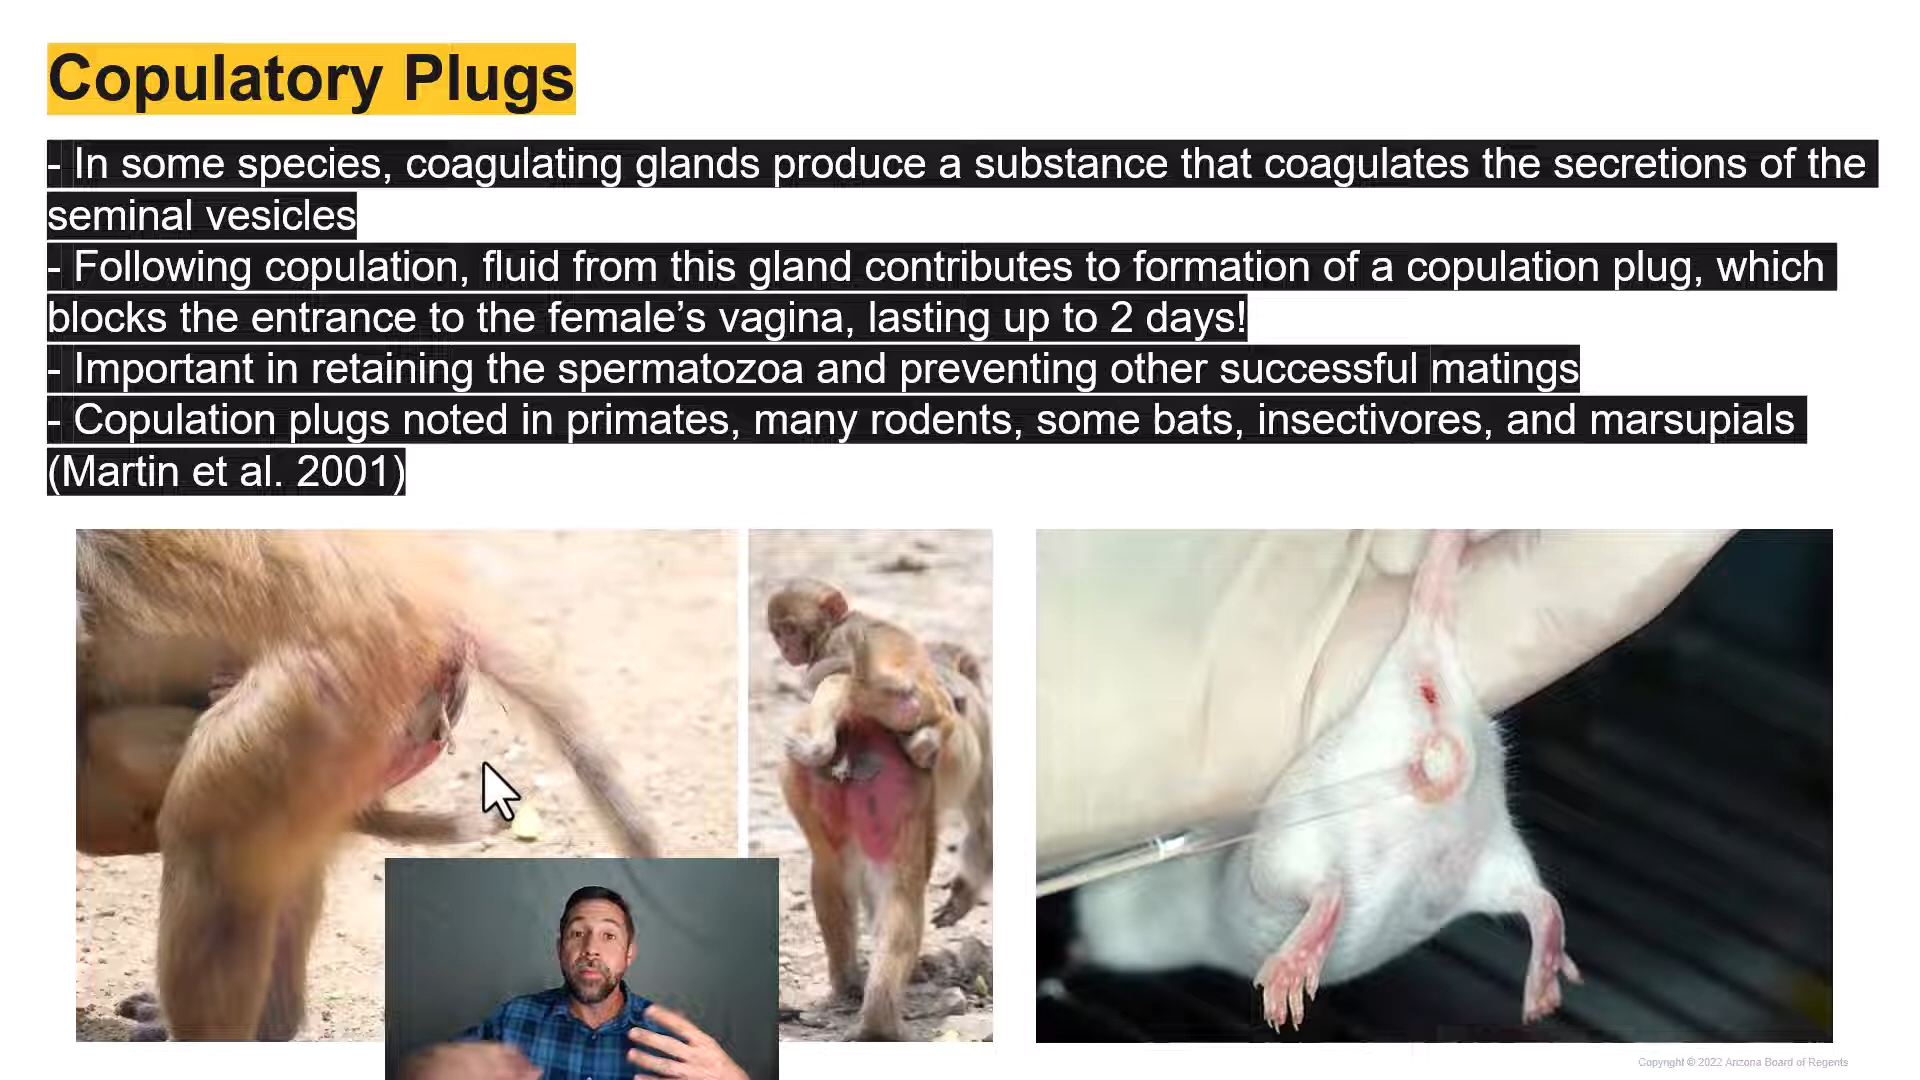 Copulatory Plugs
- In some species, coagulating glands produce a substance that coagulates the secretions of the
seminal vesicles
- Following copulation, fluid from this gland contributes to formation of a copulation plug, which
blocks the entrance to the female’s vagina, lasting up to 2 days!
- Important in retaining the spermatozoa and preventing other successful matings
- Copulation plugs noted in primates, many rodents, some bats, insectivores, and marsupials
(Martin et al. 2001)
Copyright © 2022 Arizona Board of Regents